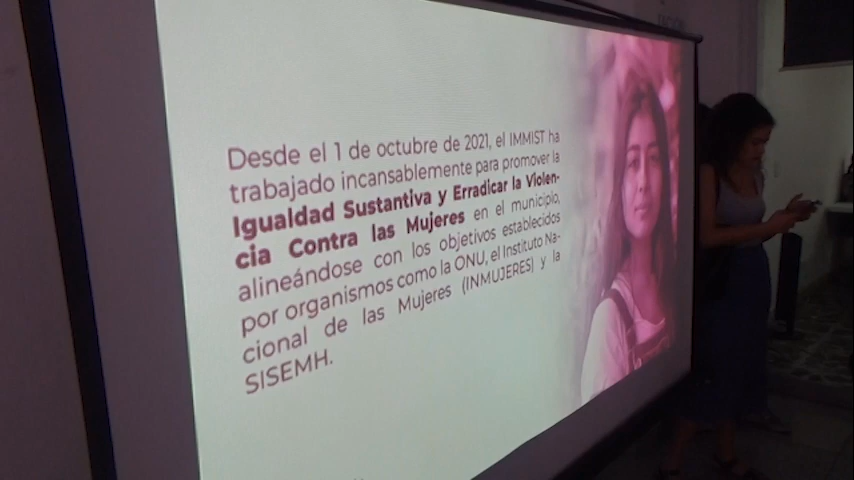 Desde el 1 de octubre de 2021, el IMMIST ha
trabajado incansablemente para promover la
Igualdad Sustantiva y Erradicar la Violen-
cia Contra las Mujeres en el municipio,
alineándose con los objetivos establecidos
por organismos como la ONU, el Instituto Na-
cional de las Mujeres (INMUJERES) y la
SISEMH.